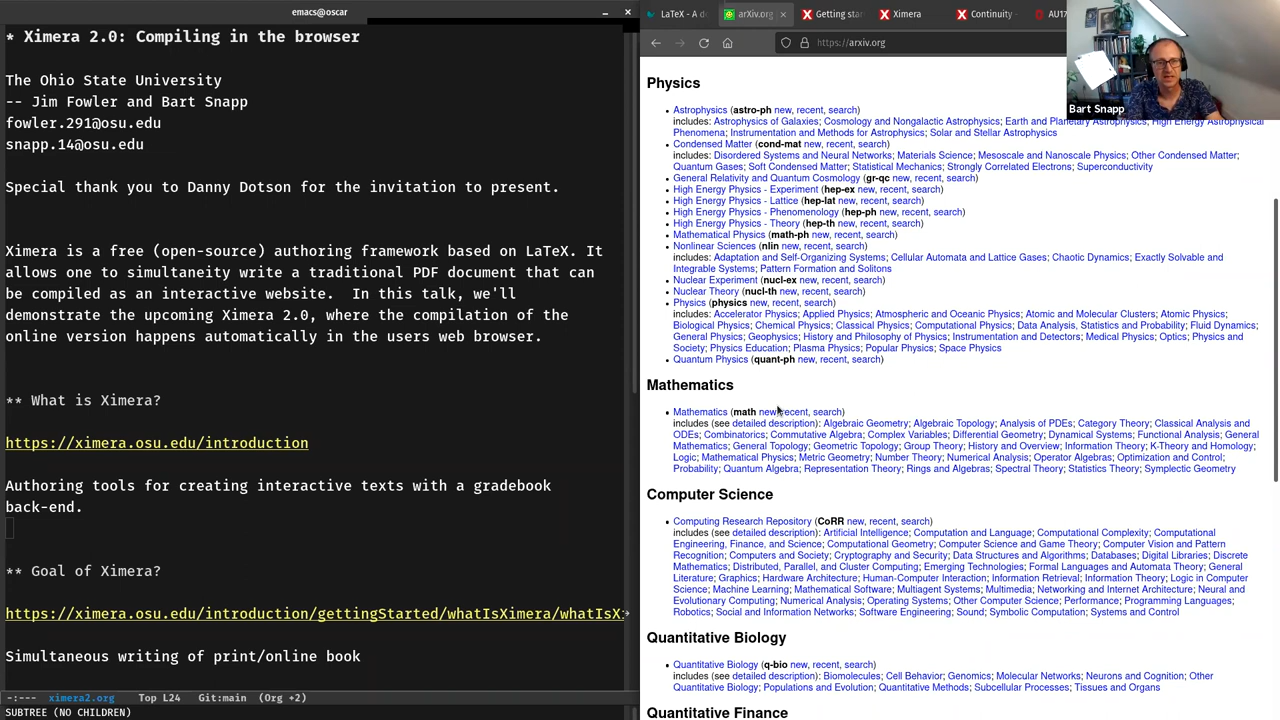 emacs@oscar
* Ximera 2.0: Compiling in the browser
The Ohio State University
-- Jim Fowler and Bart Snapp
fowler.291@osu.edu
snapp.14@osu.edu
Special thank you to Danny Dotson for the invitation to present.
Ximera is a free (open-source) authoring framework based on LaTeX. It
allows one to simultaneity write a traditional PDF document that can
be compiled as an interactive website.  In this talk, we'll
demonstrate the upcoming Ximera 2.0, where the compilation of the
online version happens automatically in the users web browser.
** What is Ximera?
https://ximera.osu.edu/introduction
Authoring tools for creating interactive texts with a gradebook
back-end.
** Goal of Ximera?
https://ximera.osu.edu/introduction/gettingStarted/whatIsXimera/whatIsX
Simultaneous writing of print/online book
-:--- ximera2.org Top L24 Git:main (Org +2)
SUBTREE (NO CHILDREN)
LaTeX - A d
arXiv.org
Getting star
Ximera
Continuity
AU17
https://arxiv.org
Bart Snapp
Physics
Astrophysics (astro-ph new, recent, search)
includes: Astrophysics of Galaxies; Cosmology and Nongalactic Astrophysics; Earth and Planetary Astrophysics; High Energy Astrophysical
Phenomena; Instrumentation and Methods for Astrophysics; Solar and Stellar Astrophysics
Condensed Matter (cond-mat new, recent, search)
includes: Disordered Systems and Neural Networks; Materials Science; Mesoscale and Nanoscale Physics; Other Condensed Matter;
Quantum Gases; Soft Condensed Matter; Statistical Mechanics; Strongly Correlated Electrons; Superconductivity
General Relativity and Quantum Cosmology (gr-qc new, recent, search)
High Energy Physics - Experiment (hep-ex new, recent, search)
High Energy Physics - Lattice (hep-lat new, recent, search)
High Energy Physics - Phenomenology (hep-ph new, recent, search)
High Energy Physics - Theory (hep-th new, recent, search)
Mathematical Physics (math-ph new, recent, search)
Nonlinear Sciences (nlin new, recent, search)
includes: Adaptation and Self-Organizing Systems; Cellular Automata and Lattice Gases; Chaotic Dynamics; Exactly Solvable and
Integrable Systems; Pattern Formation and Solitons
Nuclear Experiment (nucl-ex new, recent, search)
Nuclear Theory (nucl-th new, recent, search)
Physics (physics new, recent, search)
includes: Accelerator Physics; Applied Physics; Atmospheric and Oceanic Physics; Atomic and Molecular Clusters; Atomic Physics;
Biological Physics; Chemical Physics; Classical Physics; Computational Physics; Data Analysis, Statistics and Probability; Fluid Dynamics;
General Physics; Geophysics; History and Philosophy of Physics; Instrumentation and Detectors; Medical Physics; Optics; Physics and
Society; Physics Education; Plasma Physics; Popular Physics; Space Physics
Quantum Physics (quant-ph new, recent, search)
Mathematics
Mathematics (math new, recent, search)
includes (see detailed description): Algebraic Geometry; Algebraic Topology; Analysis of PDEs; Category Theory; Classical Analysis and
ODEs; Combinatorics; Commutative Algebra; Complex Variables; Differential Geometry; Dynamical Systems; Functional Analysis; General
Mathematics; General Topology; Geometric Topology; Group Theory; History and Overview; Information Theory; K-Theory and Homology;
Logic; Mathematical Physics; Metric Geometry; Number Theory; Numerical Analysis; Operator Algebras; Optimization and Control;
Probability; Quantum Algebra; Representation Theory; Rings and Algebras; Spectral Theory; Statistics Theory; Symplectic Geometry
Computer Science
Computing Research Repository (CoRR new, recent, search)
includes (see detailed description): Artificial Intelligence; Computation and Language; Computational Complexity; Computational
Engineering, Finance, and Science; Computational Geometry; Computer Science and Game Theory; Computer Vision and Pattern
Recognition; Computers and Society; Cryptography and Security; Data Structures and Algorithms; Databases; Digital Libraries; Discrete
Mathematics; Distributed, Parallel, and Cluster Computing; Emerging Technologies; Formal Languages and Automata Theory; General
Literature; Graphics; Hardware Architecture; Human-Computer Interaction; Information Retrieval; Information Theory; Logic in Computer
Science; Machine Learning; Mathematical Software; Multiagent Systems; Multimedia; Networking and Internet Architecture; Neural and
Evolutionary Computing; Numerical Analysis; Operating Systems; Other Computer Science; Performance; Programming Languages;
Robotics; Social and Information Networks; Software Engineering; Sound; Symbolic Computation; Systems and Control
Quantitative Biology
Quantitative Biology (q-bio new, recent, search)
includes (see detailed description): Biomolecules; Cell Behavior; Genomics; Molecular Networks; Neurons and Cognition; Other
Quantitative Biology; Populations and Evolution; Quantitative Methods; Subcellular Processes; Tissues and Organs
Quantitative Finance